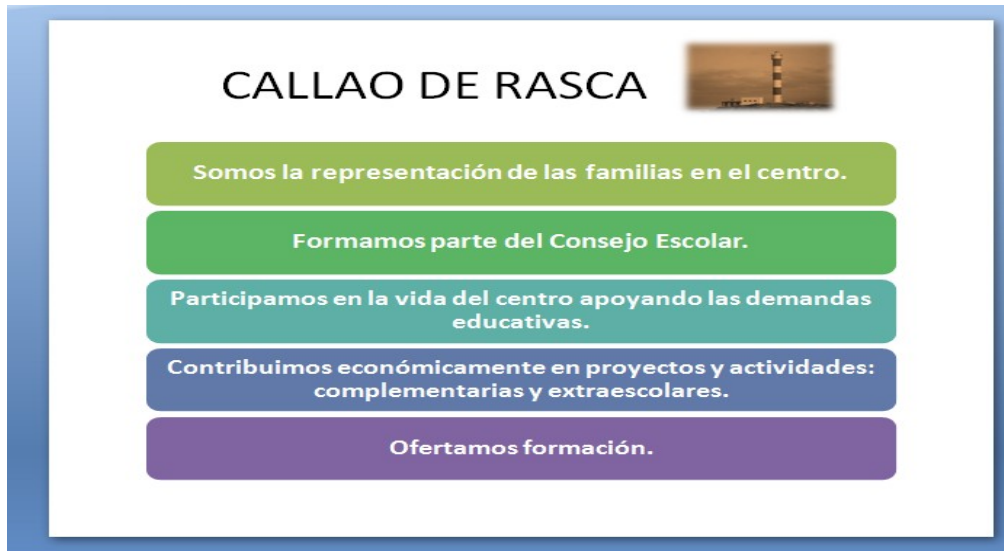 CALLAO DE RASCA
Somos la representación de las familias en el centro.
Formamos parte del Consejo Escolar.
Participamos en la vida del centro apoyando las demandas
educativas.
Contribuimos económicamente en proyectos y actividades:
complementarias y extraescolares.
Ofertamos formación.